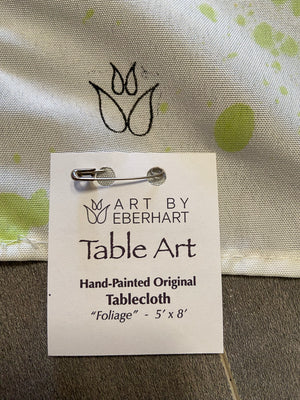 ART BY
EBERHART
Table Art
Hand-Painted Original
Tablecloth
"Foliage" - 5' x 8'